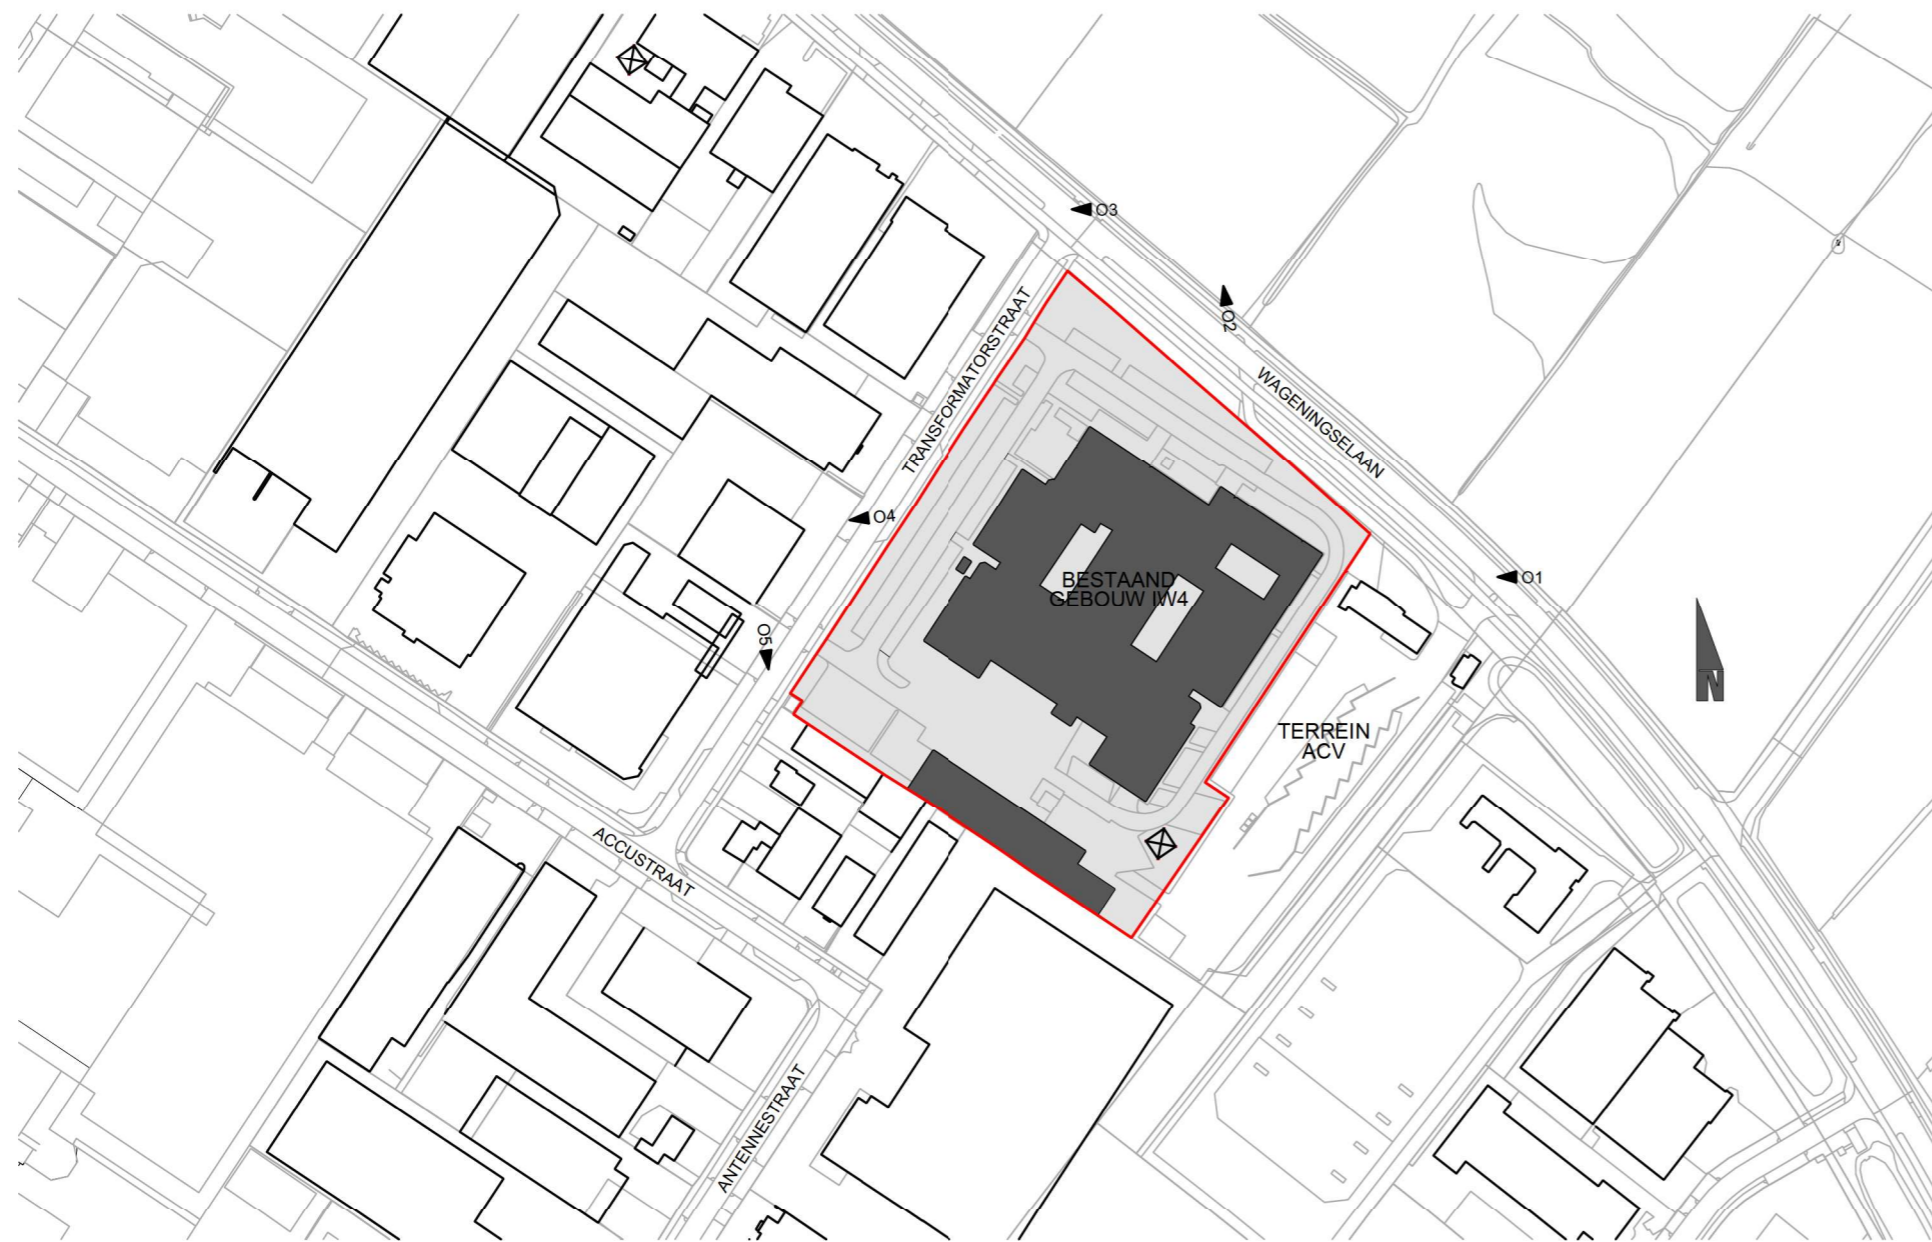 O3
O2
TRANSFORMATORSTRAAT
WAGENINGSELAAN
O4
O1
BESTAAND
GEBOUW IW4
O5
N
TERREIN
ACV
ACCUSTRAAT
ANTENNESTRAAT